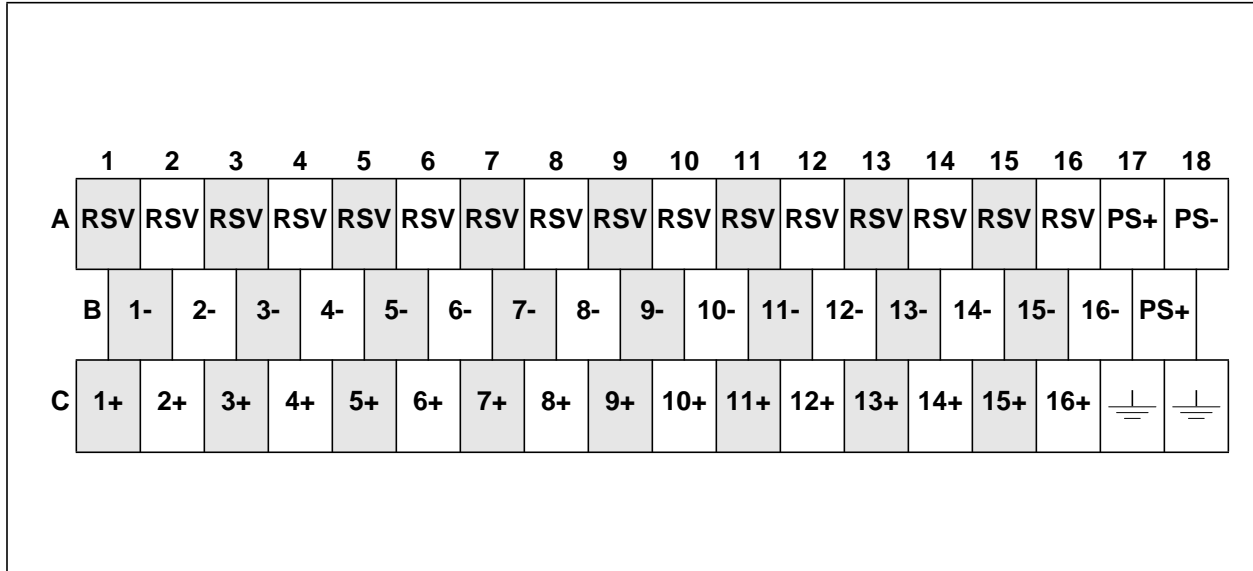 1 2 3 4 5 6 7 8 9 10 11 12 13 14 15 16 17 18
A RSV RSV RSV RSV RSV RSV RSV RSV RSV RSV RSV RSV RSV RSV RSV RSV PS+ PS-
B 1- 2- 3- 4- 5- 6- 7- 8- 9- 10- 11- 12- 13- 14- 15- 16- PS+
C 1+ 2+ 3+ 4+ 5+ 6+ 7+ 8+ 9+ 10+ 11+ 12+ 13+ 14+ 15+ 16+